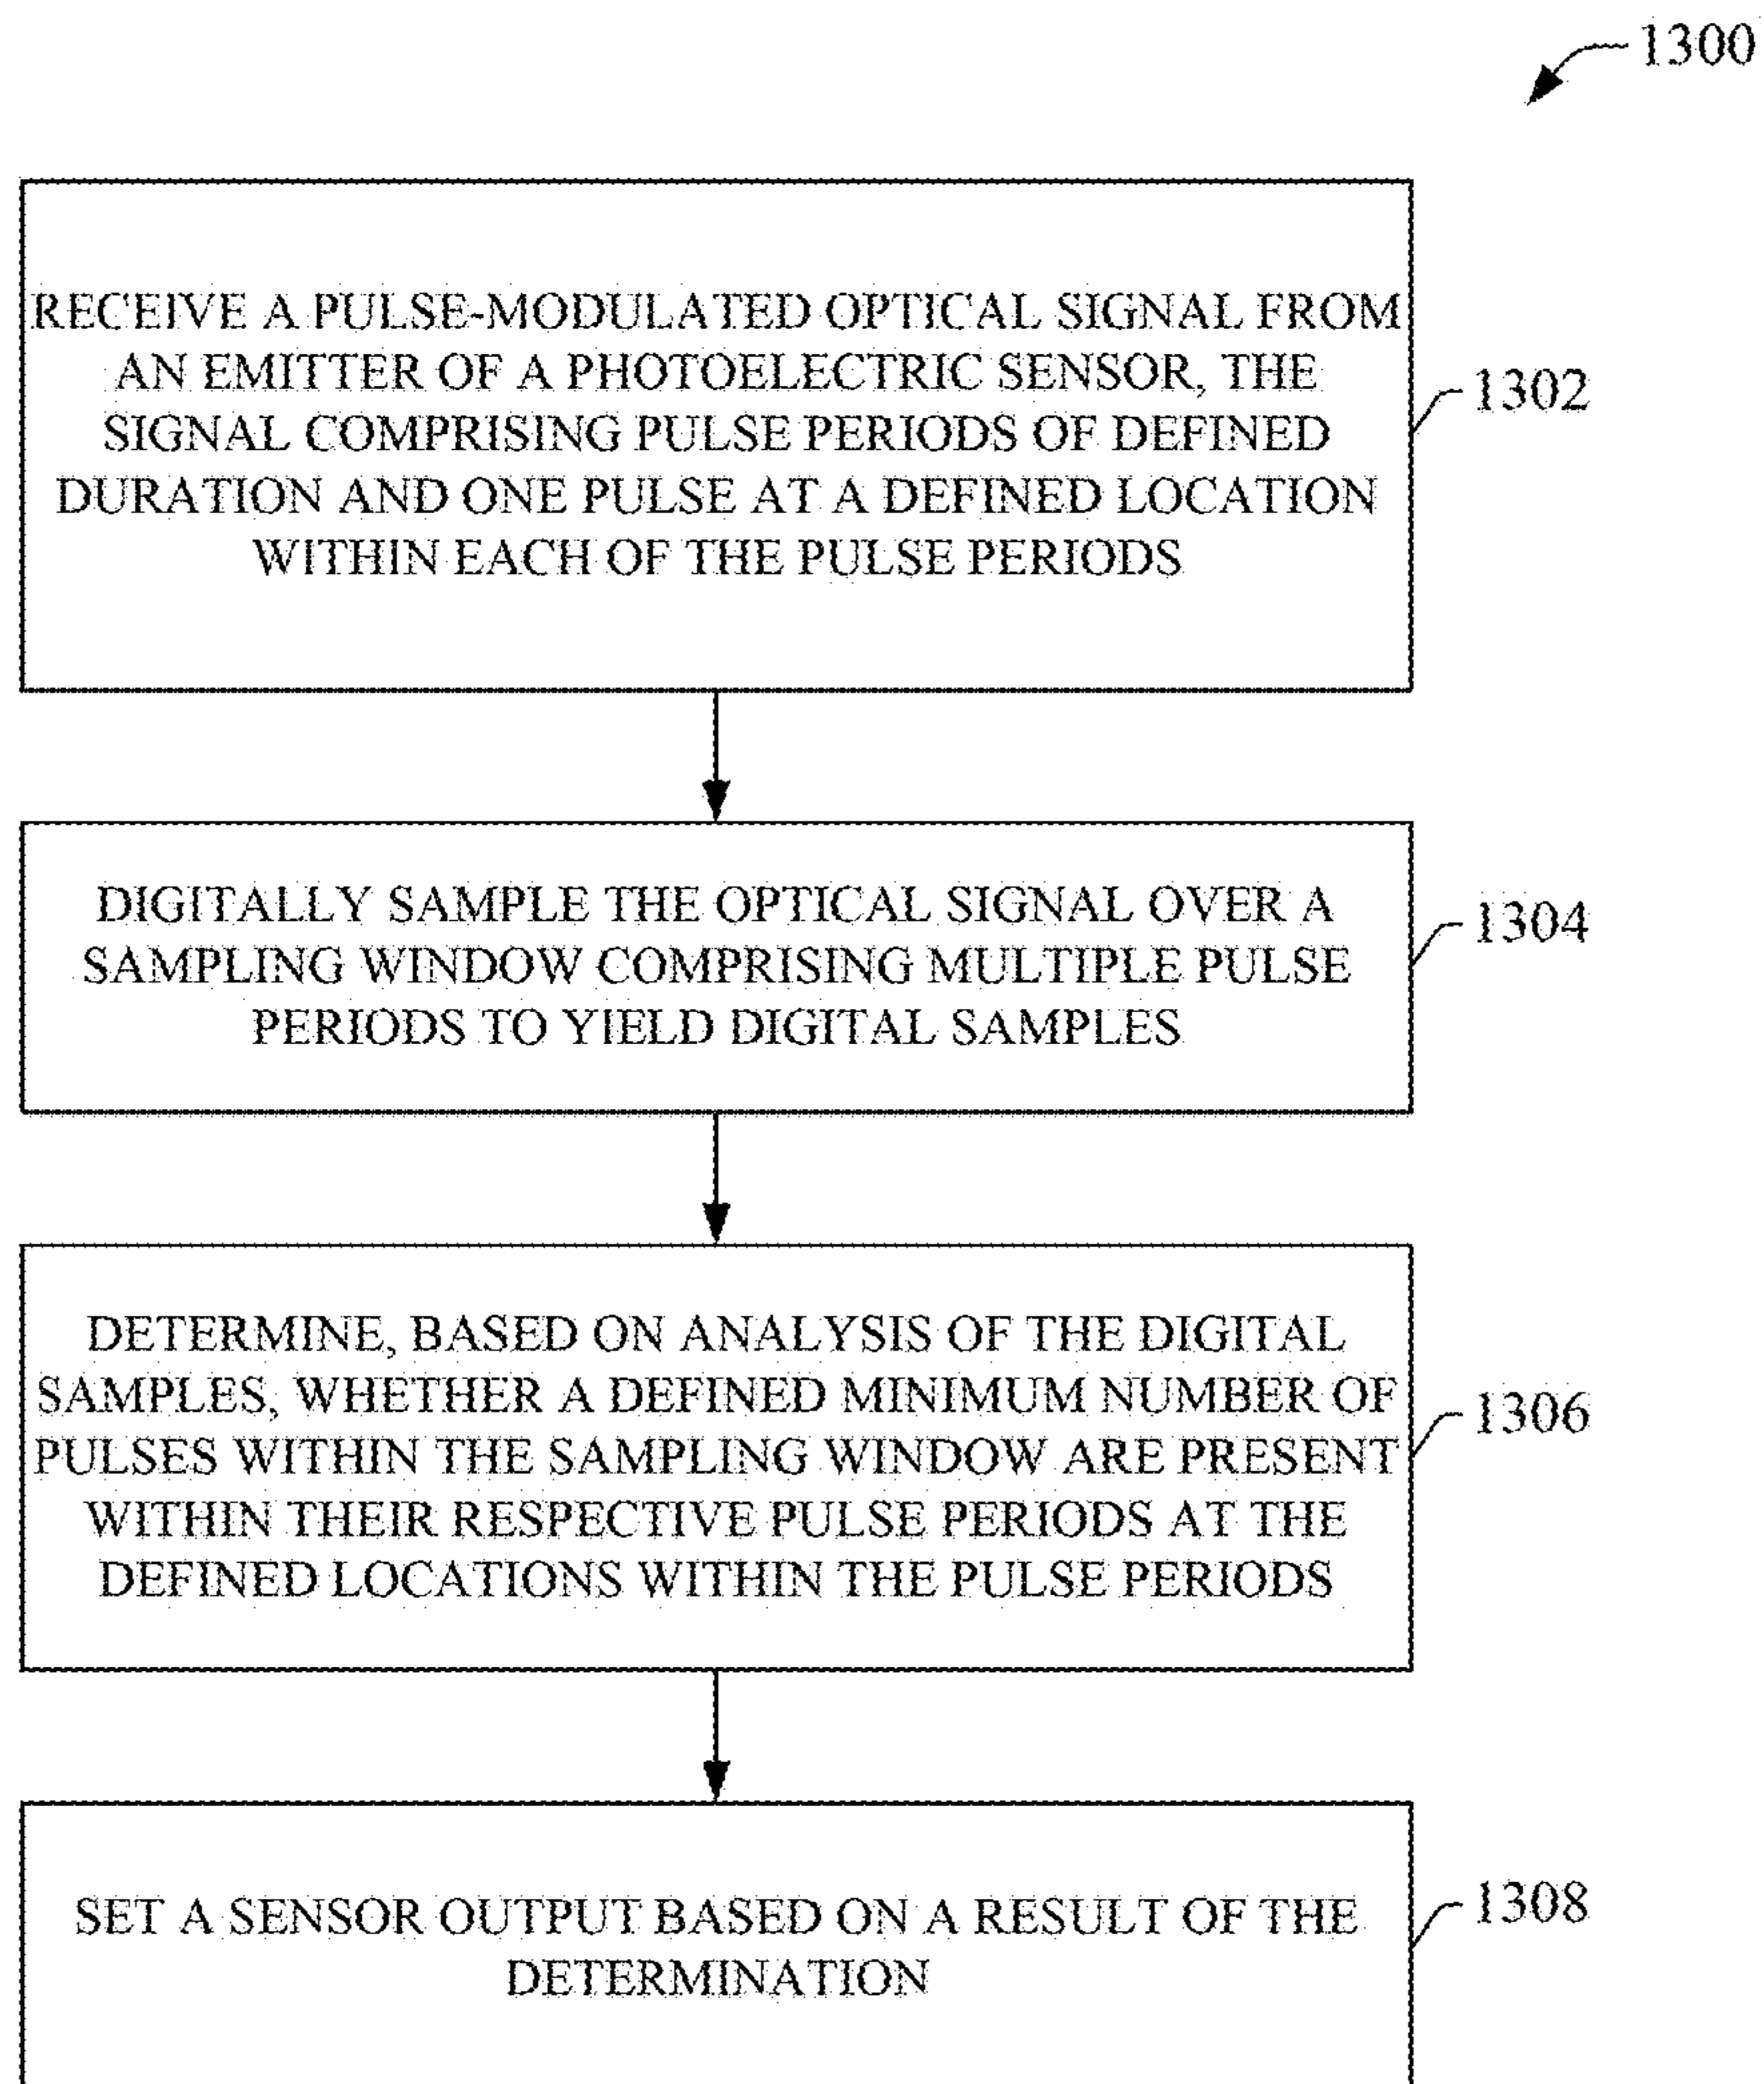 1300
RECEIVE A PULSE-MODULATED OPTICAL SIGNAL FROM
AN EMITTER OF A PHOTOELECTRIC SENSOR, THE
SIGNAL COMPRISING PULSE PERIODS OF DEFINED
DURATION AND ONE PULSE AT A DEFINED LOCATION
WITHIN EACH OF THE PULSE PERIODS
1302
DIGITALLY SAMPLE THE OPTICAL SIGNAL OVER A
SAMPLING WINDOW COMPRISING MULTIPLE PULSE
PERIODS TO YIELD DIGITAL SAMPLES
1304
DETERMINE, BASED ON ANALYSIS OF THE DIGITAL
SAMPLES, WHETHER A DEFINED MINIMUM NUMBER OF
PULSES WITHIN THE SAMPLING WINDOW ARE PRESENT
WITHIN THEIR RESPECTIVE PULSE PERIODS AT THE
DEFINED LOCATIONS WITHIN THE PULSE PERIODS
1306
SET A SENSOR OUTPUT BASED ON A RESULT OF THE
DETERMINATION
1308